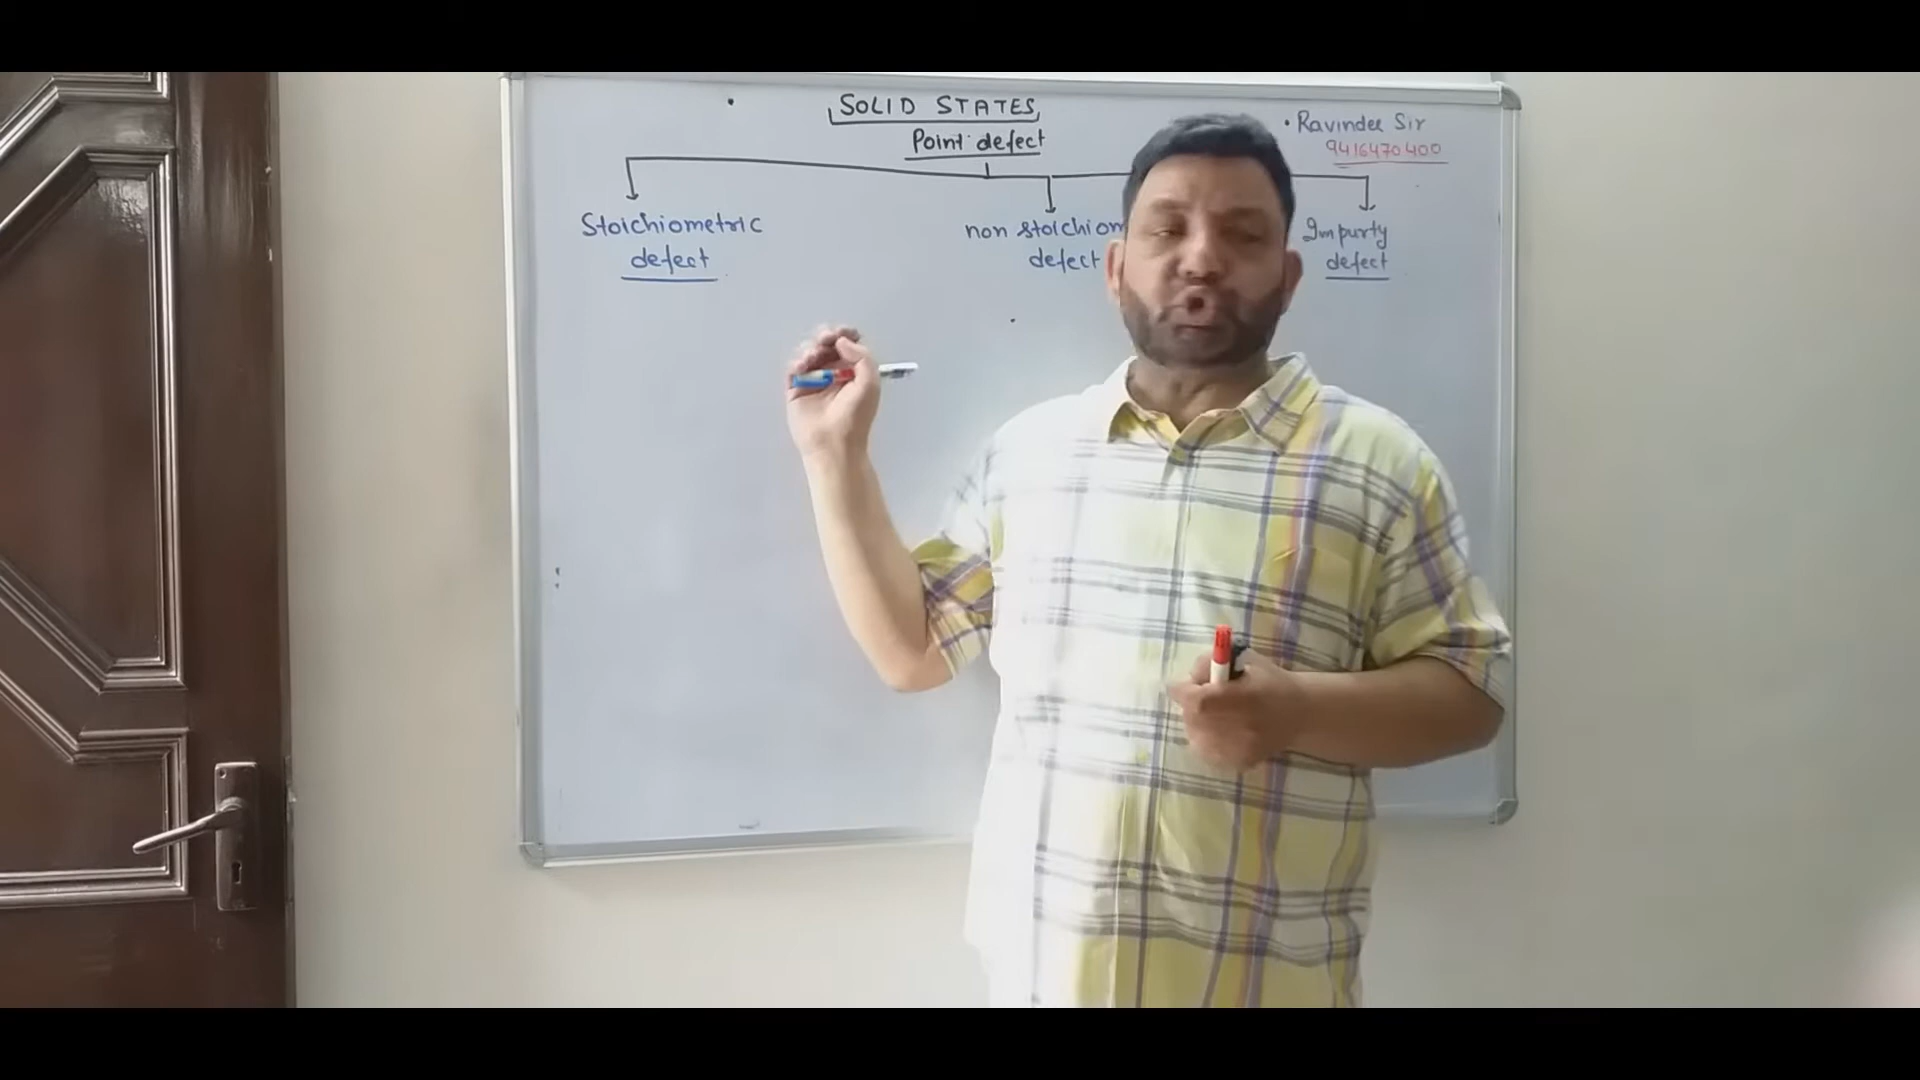 SOLID STATES
Point defect
• Ravinder Sir
9416470400
Stoichiometric
defect
non stoichiom
defect
Impurty
defect